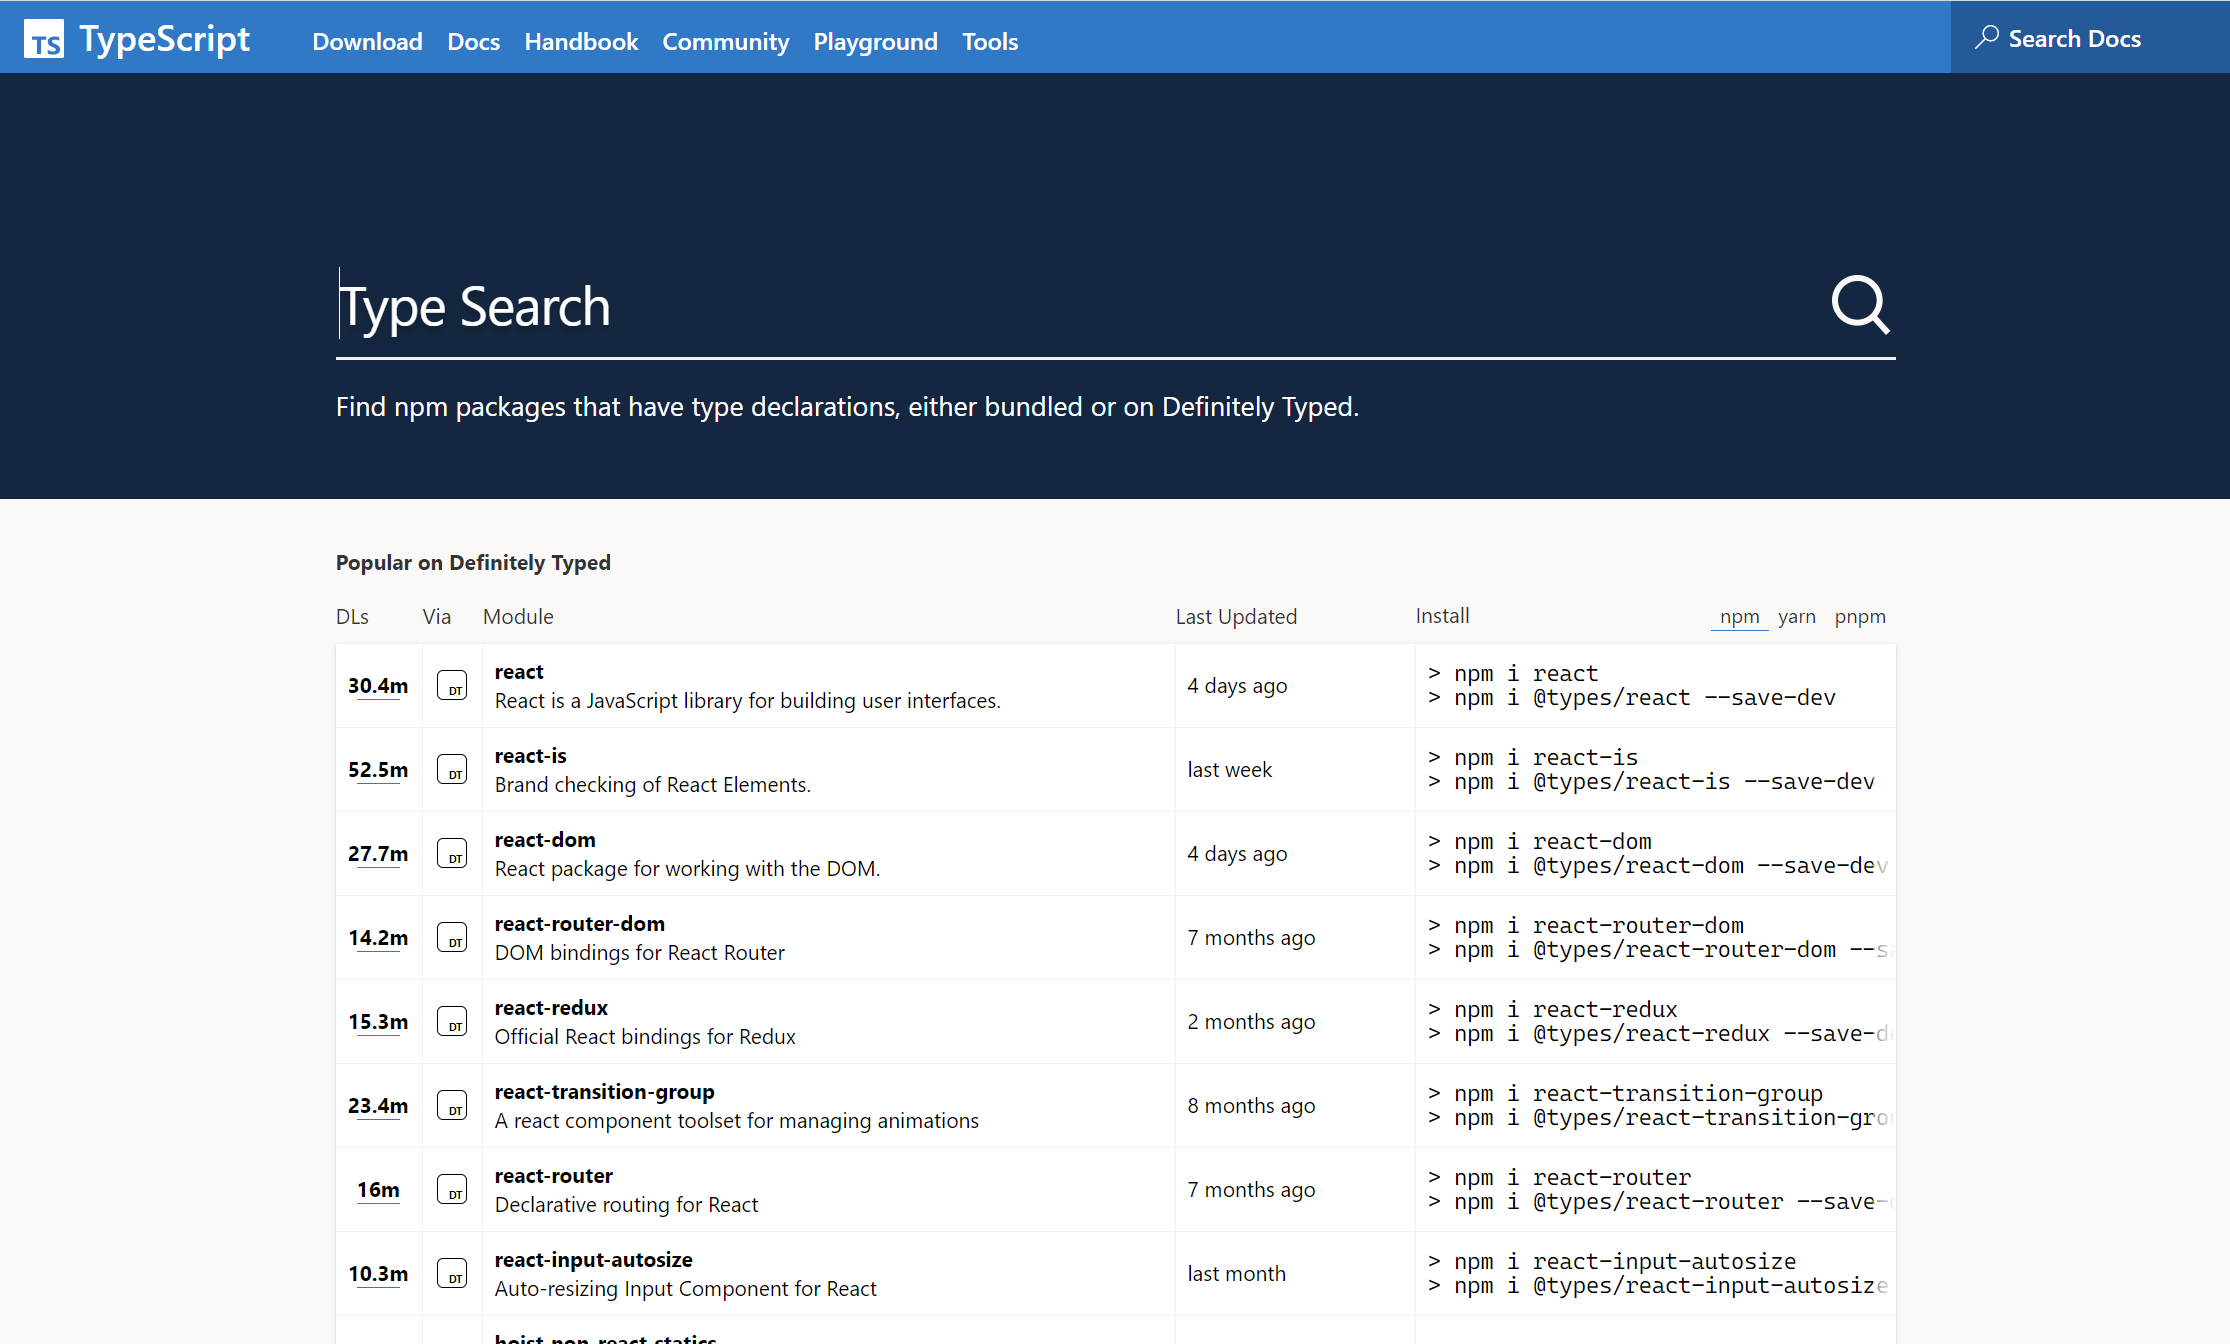 TS TypeScript Download Docs Handbook Community Playground Tools Search Docs
Type Search
Find npm packages that have type declarations, either bundled or on Definitely Typed.
Popular on Definitely Typed
DLs Via Module Last Updated Install npm yarn pnpm
30.4m DT react
React is a JavaScript library for building user interfaces.
4 days ago
> npm i react
> npm i @types/react --save-dev
52.5m DT react-is
Brand checking of React Elements.
last week
> npm i react-is
> npm i @types/react-is --save-dev
27.7m DT react-dom
React package for working with the DOM.
4 days ago
> npm i react-dom
> npm i @types/react-dom --save-dev
14.2m DT react-router-dom
DOM bindings for React Router
7 months ago
> npm i react-router-dom
> npm i @types/react-router-dom --sa
15.3m DT react-redux
Official React bindings for Redux
2 months ago
> npm i react-redux
> npm i @types/react-redux --save-de
23.4m DT react-transition-group
A react component toolset for managing animations
8 months ago
> npm i react-transition-group
> npm i @types/react-transition-grou
16m DT react-router
Declarative routing for React
7 months ago
> npm i react-router
> npm i @types/react-router --save-d
10.3m DT react-input-autosize
Auto-resizing Input Component for React
last month
> npm i react-input-autosize
> npm i @types/react-input-autosize
hoist-non-react-statics